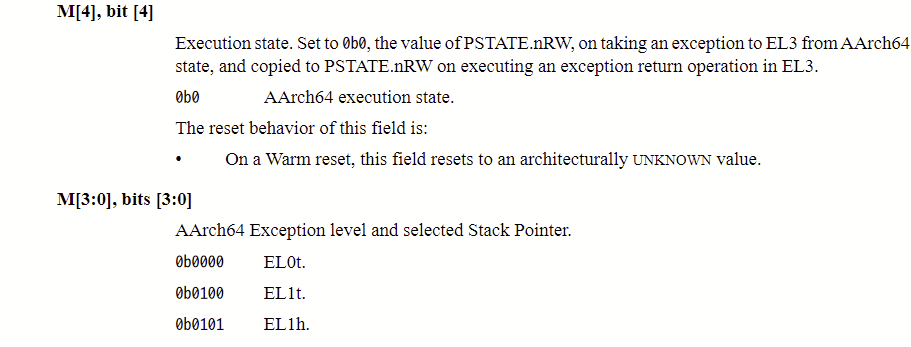 M[4], bit [4]
Execution state. Set to 0b0, the value of PSTATE.nRW, on taking an exception to EL3 from AArch64
state, and copied to PSTATE.nRW on executing an exception return operation in EL3.
0b0 AArch64 execution state.
The reset behavior of this field is:
• On a Warm reset, this field resets to an architecturally UNKNOWN value.
M[3:0], bits [3:0]
AArch64 Exception level and selected Stack Pointer.
0b0000 EL0t.
0b0100 EL1t.
0b0101 EL1h.